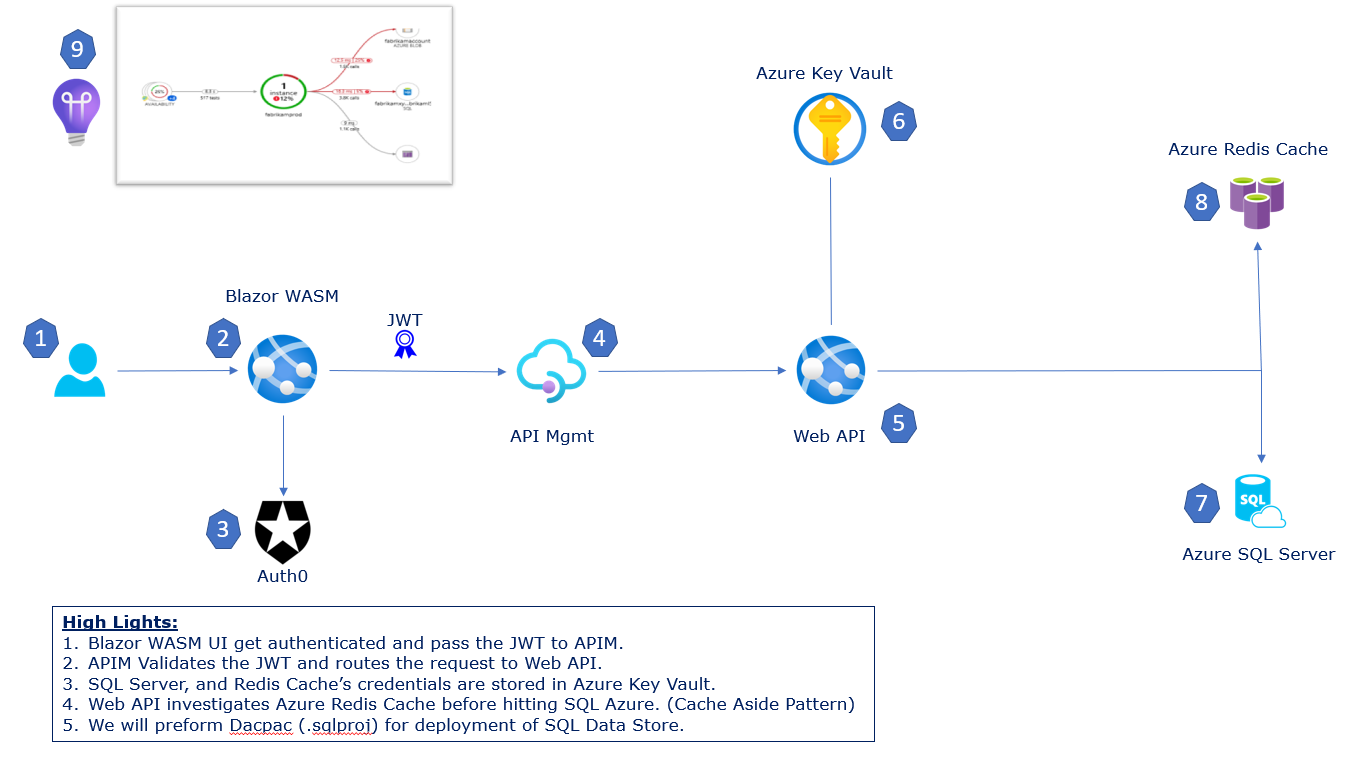 9
26%
AVAILABILITY
977 tests
1
instance
12%
fabrikamprod
fabrikamaccount
AZURE BLOB
SQL
1.1K calls
Azure Key Vault
6
Azure Redis Cache
8
Blazor WASM
JWT
1
2
4
API Mgmt
Web API
5
3
Auth0
7
SQL
Azure SQL Server
High Lights:
1. Blazor WASM UI get authenticated and pass the JWT to APIM.
2. APIM Validates the JWT and routes the request to Web API.
3. SQL Server, and Redis Cache’s credentials are stored in Azure Key Vault.
4. Web API investigates Azure Redis Cache before hitting SQL Azure. (Cache Aside Pattern)
5. We will preform Dacpac (.sqlproj) for deployment of SQL Data Store.